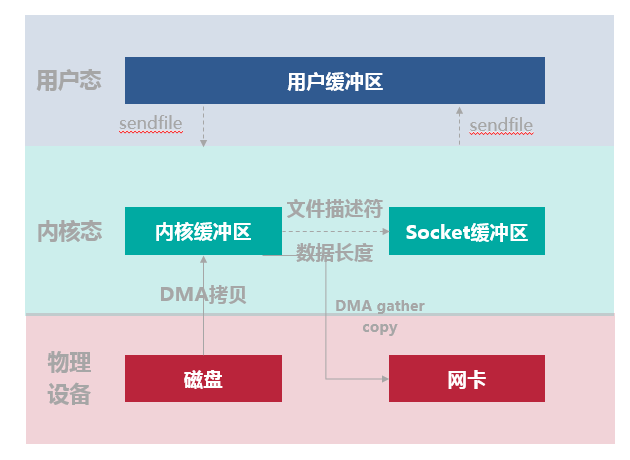 用户态
用户缓冲区
sendfile
sendfile
内核态
内核缓冲区
文件描述符
数据长度
Socket缓冲区
DMA拷贝
DMA gather
copy
物理
设备
磁盘
网卡